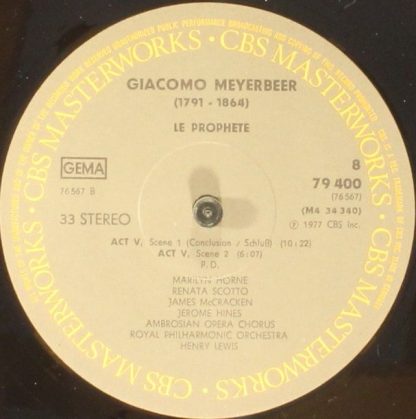 CBS MASTERWORKS · CBS MASTERWORKS · CBS MASTERWORKS · CBS MASTERWORKS ·
GIACOMO MEYERBEER
(1791 - 1864)
LE PROPHETE
GEMA
8
76567 B
79 400
(76567)
33 STEREO
(M4 34340)
℗ 1977 CBS Inc.
ACT V, Scene 1 (Conclusion / Schluß) (10:22)
ACT V, Scene 2 (6:07)
P.D.
MARILYN HORNE
RENATA SCOTTO
JAMES McCRACKEN
JEROME HINES
AMBROSIAN OPERA CHORUS
ROYAL PHILHARMONIC ORCHESTRA
HENRY LEWIS